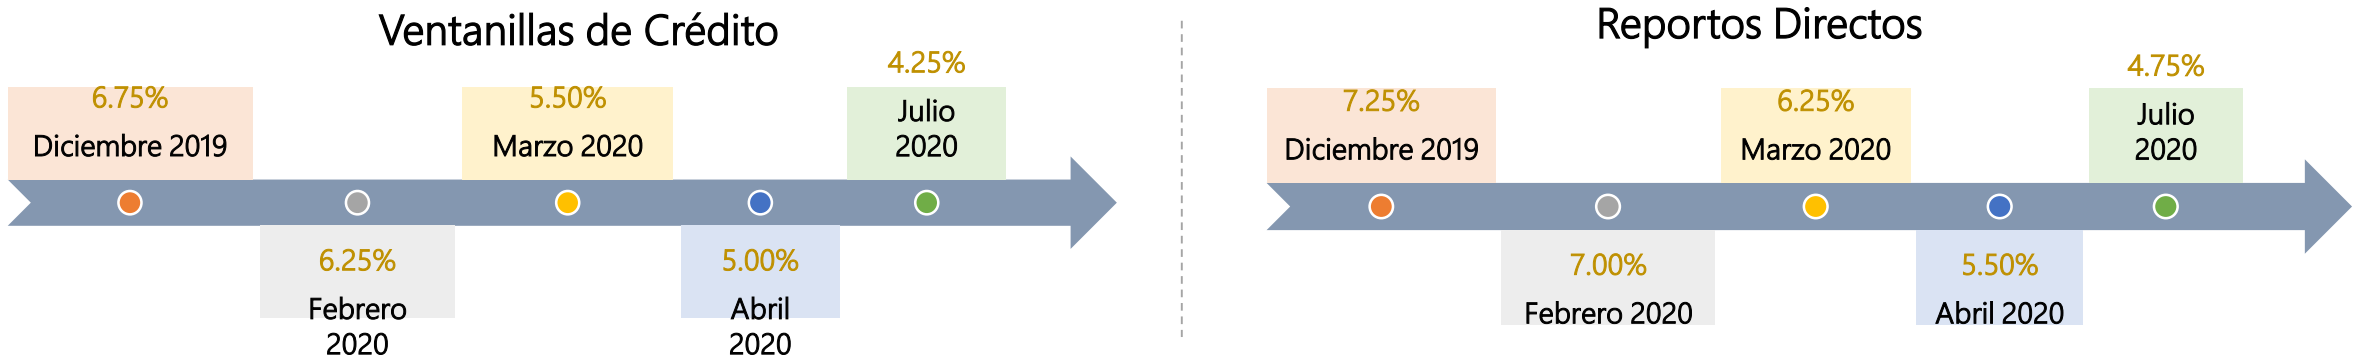 Ventanillas de Crédito
6.75%
Diciembre 2019
6.25%
Febrero
2020
5.50%
Marzo 2020
5.00%
Abril
2020
4.25%
Julio
2020
Reportos Directos
7.25%
Diciembre 2019
7.00%
Febrero 2020
6.25%
Marzo 2020
5.50%
Abril 2020
4.75%
Julio
2020